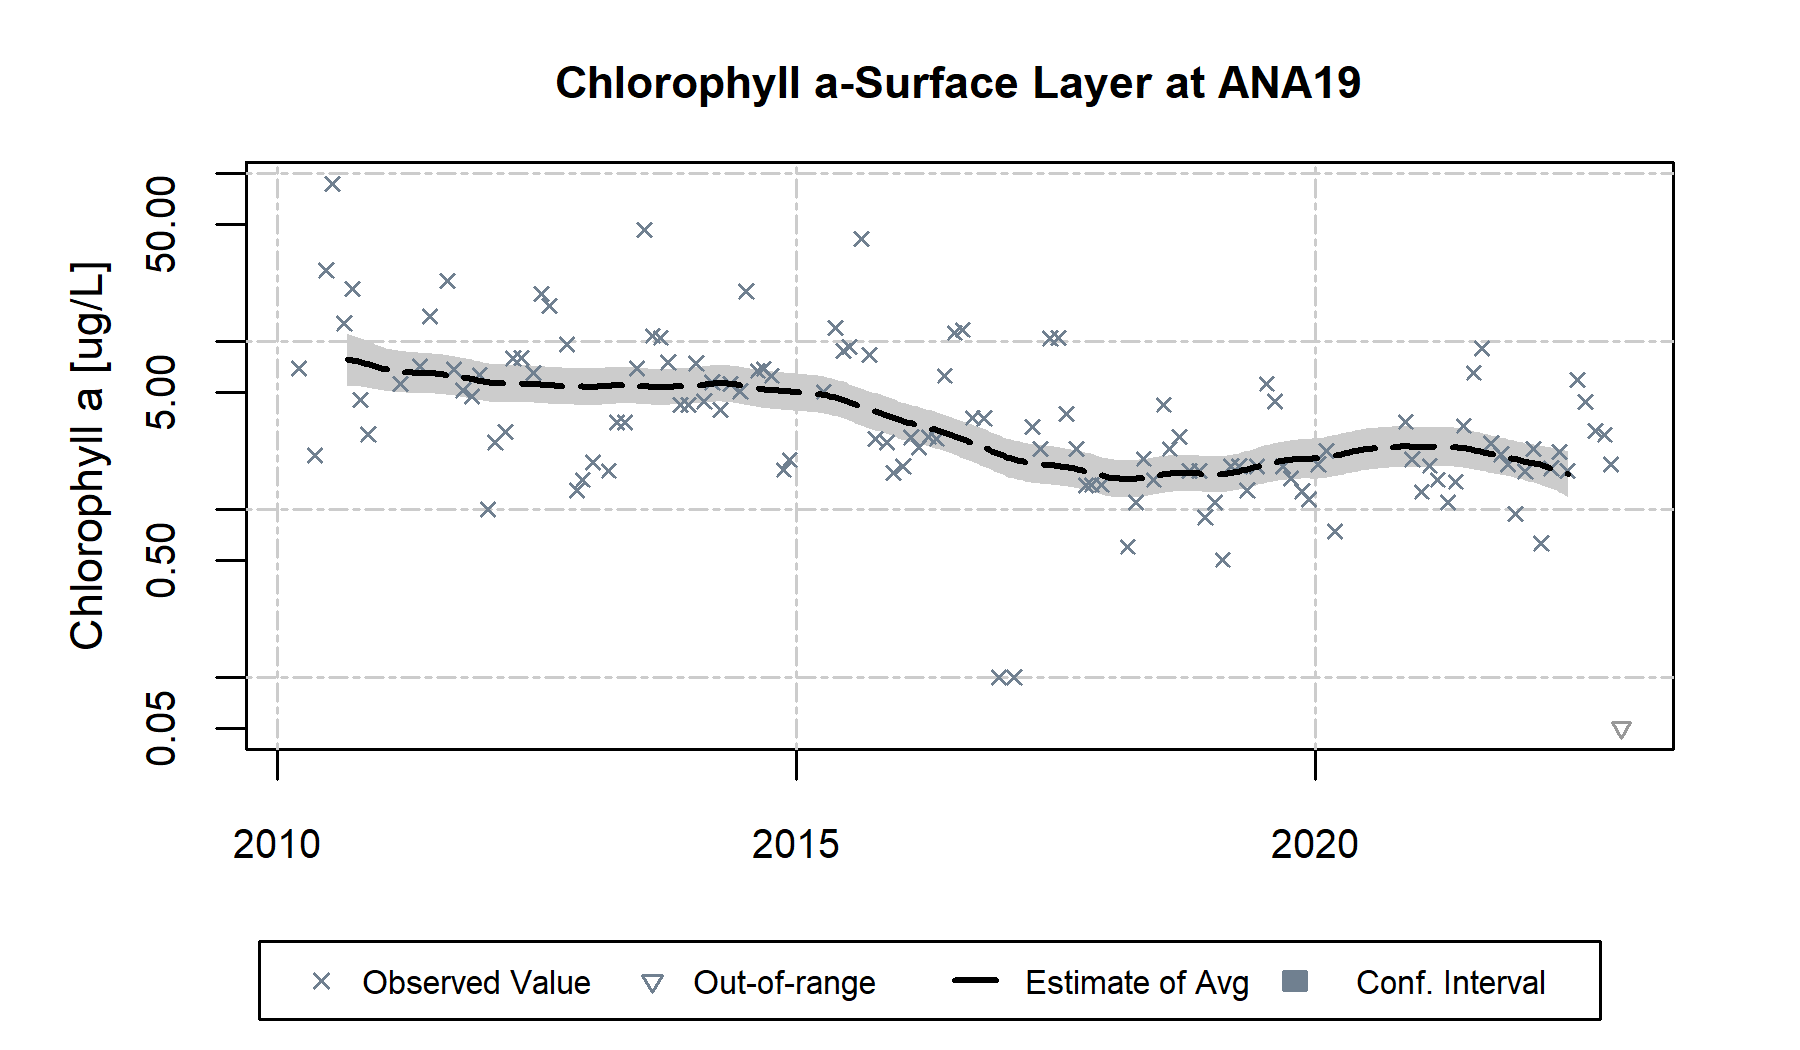 Chlorophyll a-Surface Layer at ANA19
Chlorophyll a [ug/L]
50.00
5.00
0.50
0.05
2010 2015 2020
Observed Value Out-of-range Estimate of Avg Conf. Interval